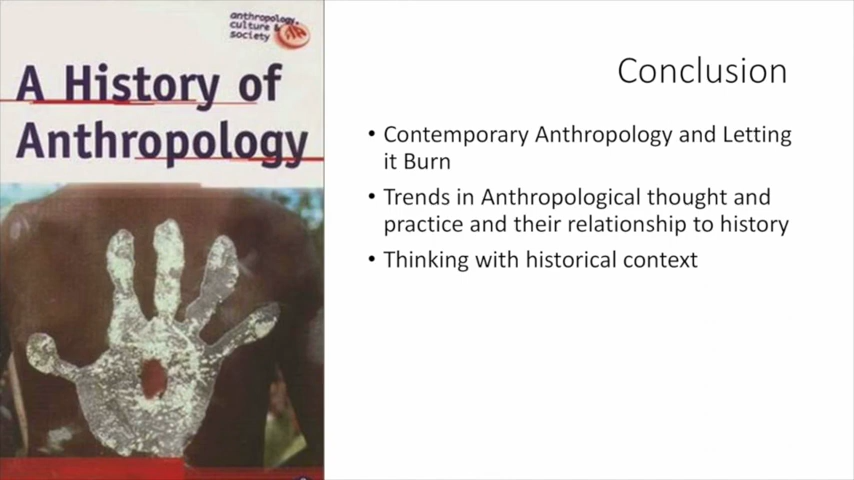 anthropology,
culture &
society
A History of
Anthropology
Conclusion
• Contemporary Anthropology and Letting
it Burn
• Trends in Anthropological thought and
practice and their relationship to history
• Thinking with historical context